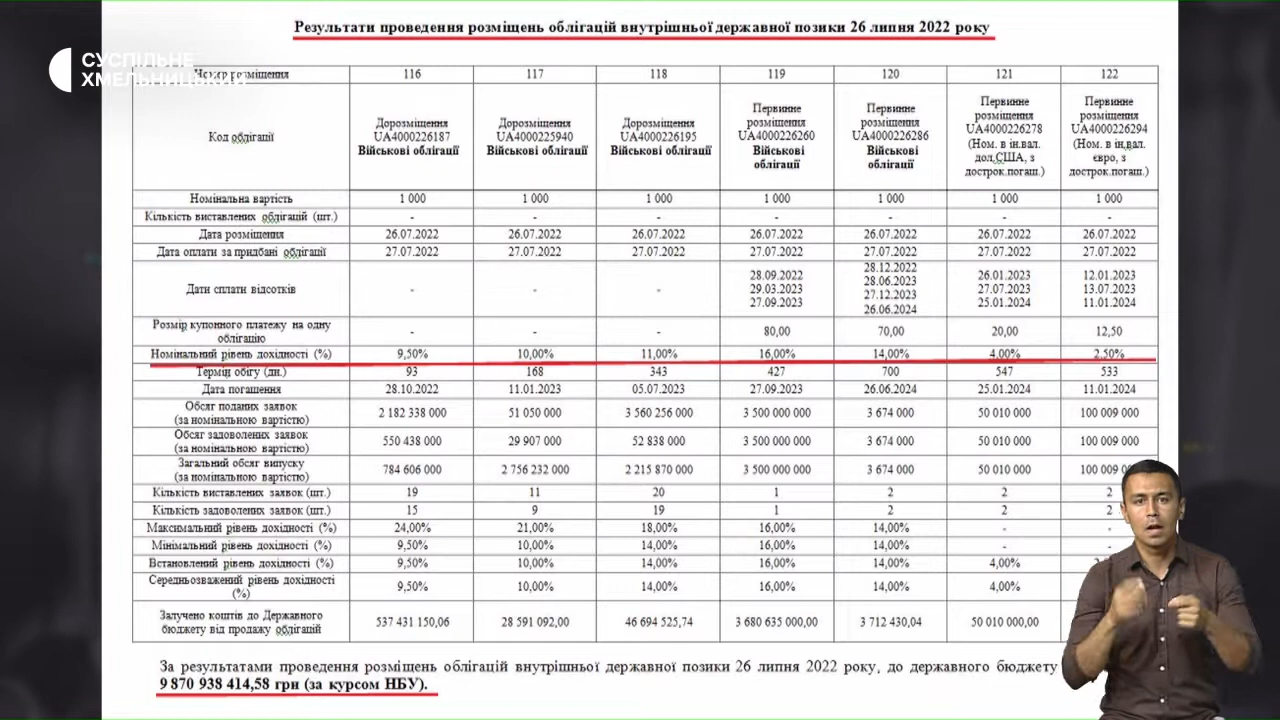 Результати проведення розміщень облігацій внутрішньої державної позики 26 липня 2022 року
СУСПІЛЬНЕ
ХМЕЛЬНИЦЬКИЙ
Номер розміщення 116 117 118 119 120 121 122
Код облігації
Дорозміщення
UA4000226187
Військові облігації
Дорозміщення
UA4000225940
Військові облігації
Дорозміщення
UA4000226195
Військові облігації
Первинне
розміщення
UA4000226260
Військові
облігації
Первинне
розміщення
UA4000226286
Військові
облігації
Первинне
розміщення
UA4000226278
(Ном. в ін.вал.
дол.США, з
дострок.погаш.)
Первинне
розміщення
UA4000226294
(Ном. в ін.вал.
євро, з
дострок.погаш.)
Номінальна вартість 1 000 1 000 1 000 1 000 1 000 1 000 1 000
Кількість виставлених облігацій (шт.) - - - - - - -
Дата розміщення 26.07.2022 26.07.2022 26.07.2022 26.07.2022 26.07.2022 26.07.2022 26.07.2022
Дата оплати за придбані облігації 27.07.2022 27.07.2022 27.07.2022 27.07.2022 27.07.2022 27.07.2022 27.07.2022
Дати сплати відсотків - - -
28.09.2022
29.03.2023
27.09.2023
28.12.2022
28.06.2023
27.12.2023
26.06.2024
26.01.2023
27.07.2023
25.01.2024
12.01.2023
13.07.2023
11.01.2024
Розмір купонного платежу на одну
облігацію - - - 80,00 70,00 20,00 12,50
Номінальний рівень дохідності (%) 9,50% 10,00% 11,00% 16,00% 14,00% 4,00% 2,50%
Термін обігу (дн.) 93 168 343 427 700 547 533
Дата погашення 28.10.2022 11.01.2023 05.07.2023 27.09.2023 26.06.2024 25.01.2024 11.01.2024
Обсяг поданих заявок
(за номінальною вартістю) 2 182 338 000 51 050 000 3 560 256 000 3 500 000 000 3 674 000 50 010 000 100 009 000
Обсяг задоволених заявок
(за номінальною вартістю) 550 438 000 29 907 000 52 838 000 3 500 000 000 3 674 000 50 010 000 100 009 000
Загальний обсяг випуску
(за номінальною вартістю) 784 606 000 2 756 232 000 2 215 870 000 3 500 000 000 3 674 000 50 010 000 100 009
Кількість виставлених заявок (шт.) 19 11 20 1 2 2 2
Кількість задоволених заявок (шт.) 15 9 19 1 2 2 2
Максимальний рівень дохідності (%) 24,00% 21,00% 18,00% 16,00% 14,00% - -
Мінімальний рівень дохідності (%) 9,50% 10,00% 14,00% 16,00% 14,00% - -
Встановлений рівень дохідності (%) 9,50% 10,00% 14,00% 16,00% 14,00% 4,00%
Середньозважений рівень дохідності
(%) 9,50% 10,00% 14,00% 16,00% 14,00% 4,00%
Залучено коштів до Державного
бюджету від продажу облігацій 537 431 150,06 28 591 092,00 46 694 525,74 3 680 635 000,00 3 712 430,04 50 010 000,00
За результатами проведення розміщень облігацій внутрішньої державної позики 26 липня 2022 року, до державного бюджету
9 870 938 414,58 грн (за курсом НБУ).